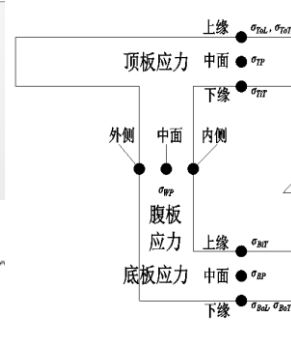 上缘 σToL, σToT
顶板应力 中面 σTP
下缘 σTiT
外侧 中面 内侧
σWP
腹板
应力 上缘 σBiT
底板应力 中面 σBP
下缘 σBoL, σBoT